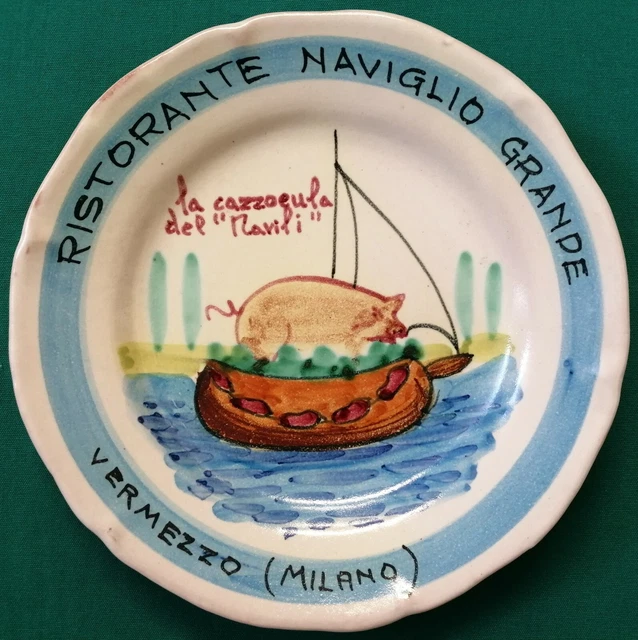 RISTORANTE NAVIGLIO GRANDE
la cazzoeula
del "Navili"
VERMEZZO (MILANO)